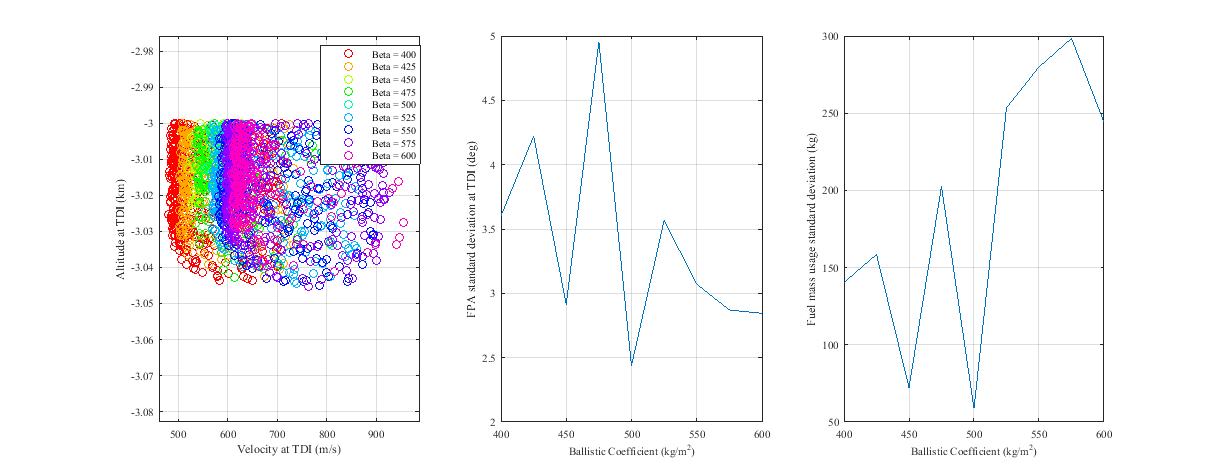 -2.98
-2.99
-3
-3.01
-3.02
-3.03
-3.04
-3.05
-3.06
-3.07
-3.08
Altitude at TDI (km)
500 600 700 800 900
Velocity at TDI (m/s)
Beta = 400
Beta = 425
Beta = 450
Beta = 475
Beta = 500
Beta = 525
Beta = 550
Beta = 575
Beta = 600
5
4.5
4
3.5
3
2.5
2
FPA standard deviation at TDI (deg)
400 450 500 550 600
Ballistic Coefficient (kg/m²)
300
250
200
150
100
50
Fuel mass usage standard deviation (kg)
400 450 500 550 600
Ballistic Coefficient (kg/m²)